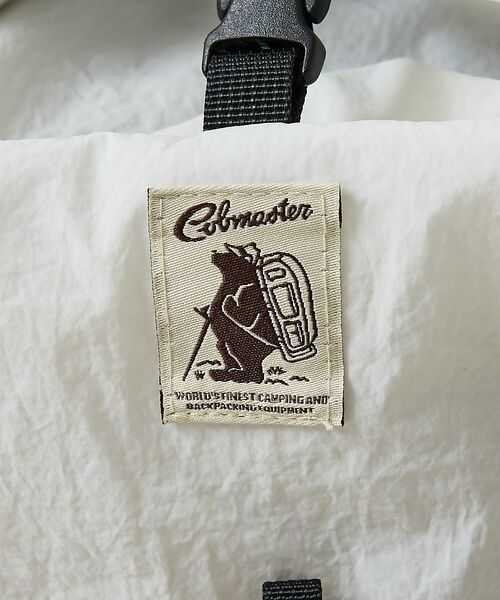 Cobmaster
WORLD'S FINEST CAMPING AND
BACKPACKING EQUIPMENT